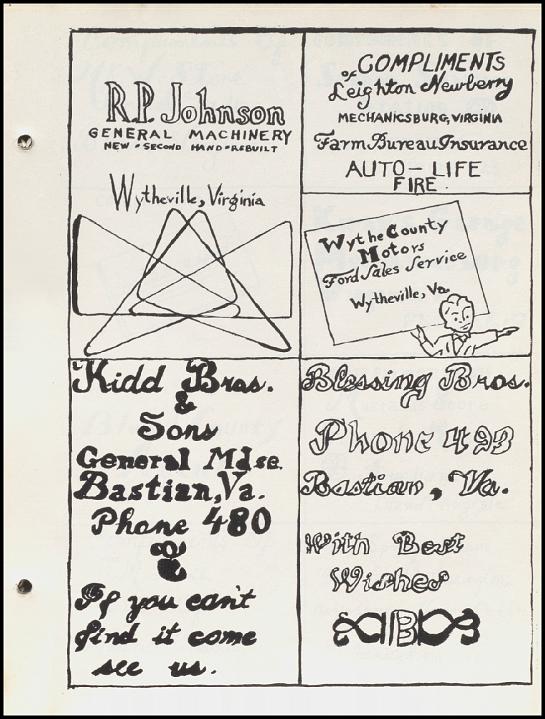 R.P. Johnson
GENERAL MACHINERY
NEW - SECOND HAND - REBUILT
Wytheville, Virginia
COMPLIMENTS
of
Leighton Newberry
MECHANICSBURG, VIRGINIA
Farm Bureau Insurance
AUTO - LIFE
FIRE
Wythe County
Motors
Ford Sales Service
Wytheville, Va.
Kidd Bros.
&
Sons
General Mdse.
Bastian, Va.
Phone 480
If you can't
find it come
see us.
Blessing Bros.
Phone 493
Bastian, Va.
With Best
Wishes
B